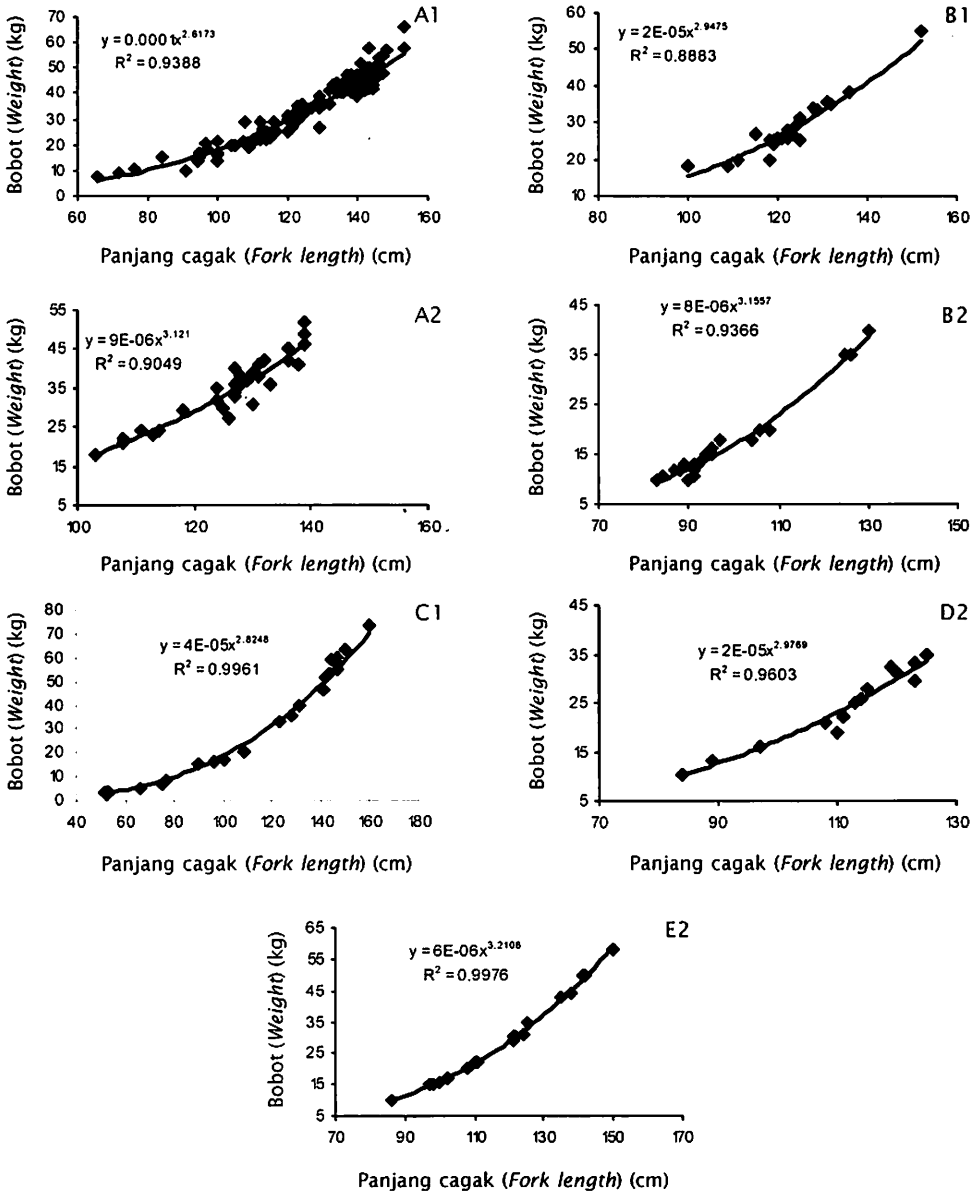 A1
y = 0.0001x^2.6173
R² = 0.9388
Bobot (Weight) (kg)
70
60
50
40
30
20
10
0
60 80 100 120 140 160
Panjang cagak (Fork length) (cm)
B1
y = 2E-05x^2.9475
R² = 0.8883
Bobot (Weight) (kg)
60
50
40
30
20
10
80 100 120 140 160
Panjang cagak (Fork length) (cm)
A2
y = 9E-06x^3.121
R² = 0.9049
Bobot (Weight) (kg)
55
45
35
25
15
5
100 120 140 160
Panjang cagak (Fork length) (cm)
B2
y = 8E-06x^3.1557
R² = 0.9366
Bobot (Weight) (kg)
45
35
25
15
5
70 90 110 130 150
Panjang cagak (Fork length) (cm)
C1
y = 4E-05x^2.8248
R² = 0.9961
Bobot (Weight) (kg)
80
70
60
50
40
30
20
10
0
40 60 80 100 120 140 160 180
Panjang cagak (Fork length) (cm)
D2
y = 2E-05x^2.9769
R² = 0.9603
Bobot (Weight) (kg)
45
35
25
15
5
70 90 110 130
Panjang cagak (Fork length) (cm)
E2
y = 6E-06x^3.2108
R² = 0.9976
Bobot (Weight) (kg)
65
55
45
35
25
15
5
70 90 110 130 150 170
Panjang cagak (Fork length) (cm)